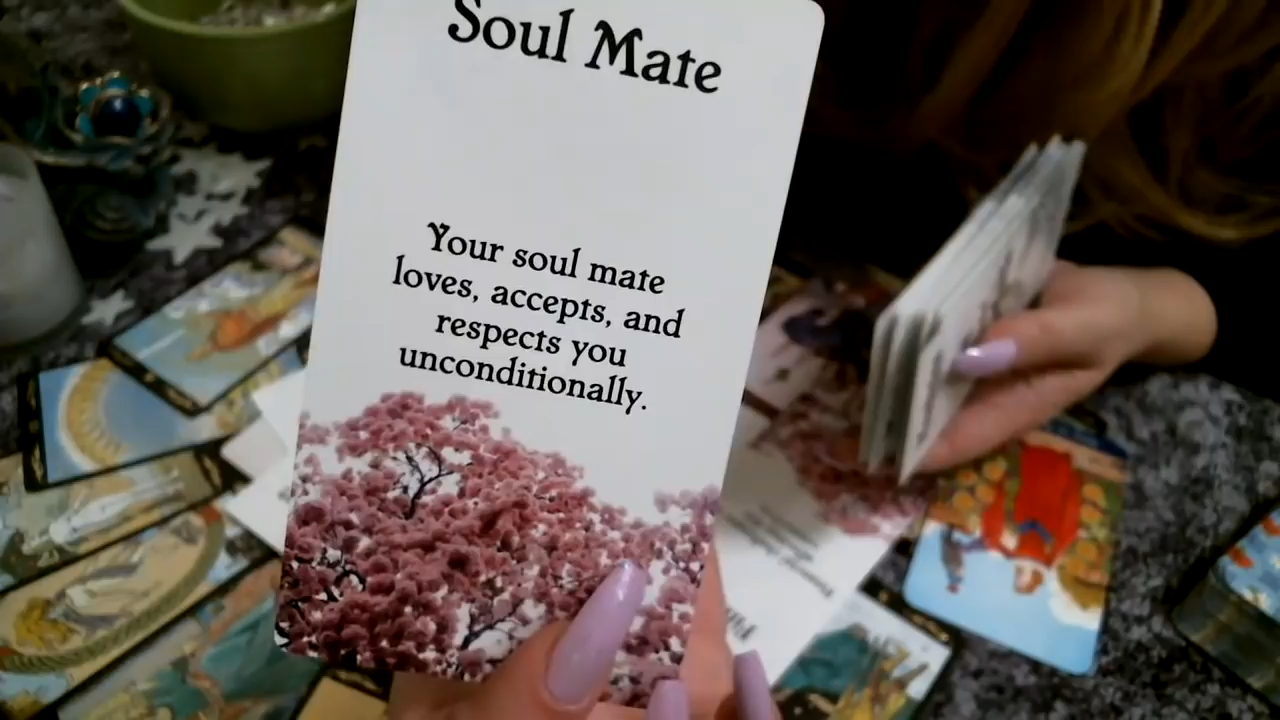 Soul Mate
Your soul mate
loves, accepts, and
respects you
unconditionally.